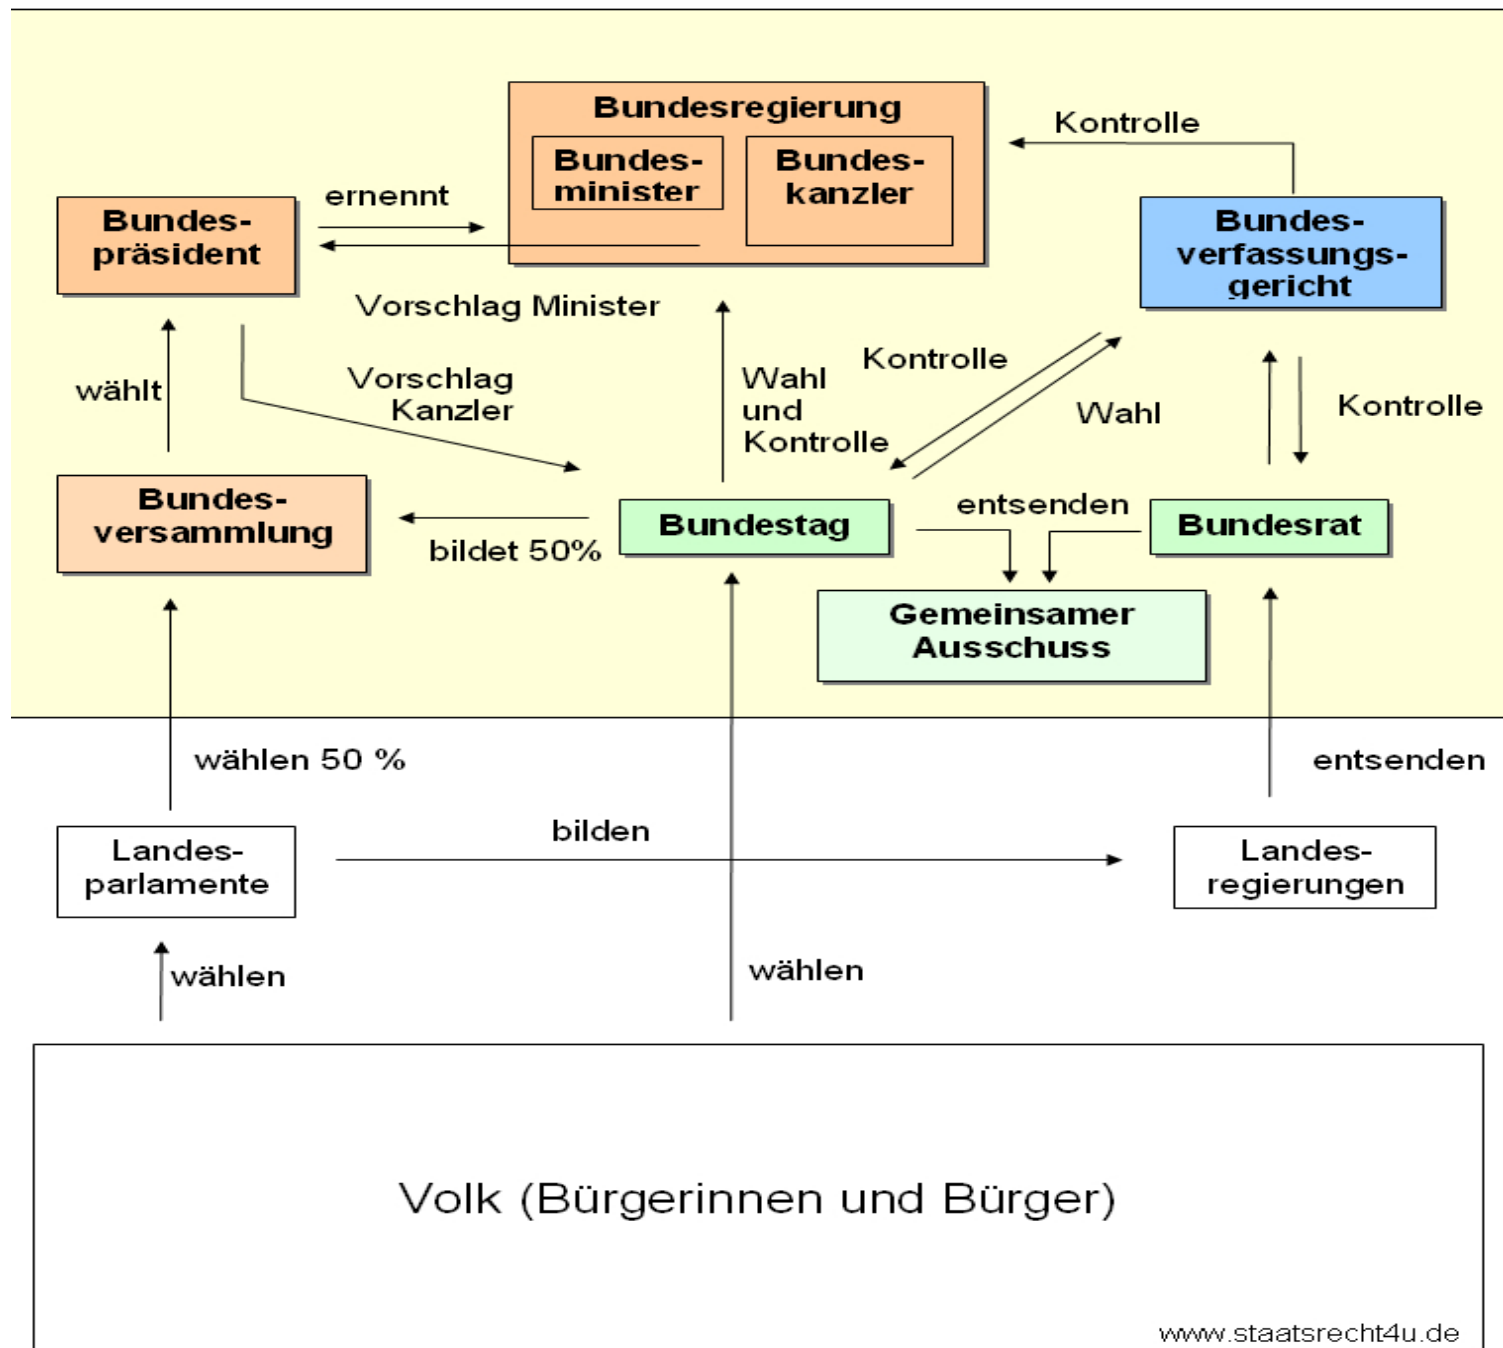 Bundesregierung
Bundes-
minister
Bundes-
kanzler
Kontrolle
ernennt
Bundes-
präsident
Bundes-
verfassungs-
gericht
Vorschlag Minister
wählt
Vorschlag
Kanzler
Wahl
und
Kontrolle
Kontrolle
Wahl
Kontrolle
Bundes-
versammlung
bildet 50%
Bundestag
entsenden
Bundesrat
Gemeinsamer
Ausschuss
wählen 50 %
entsenden
Landes-
parlamente
bilden
Landes-
regierungen
wählen
wählen
Volk (Bürgerinnen und Bürger)
www.staatsrecht4u.de